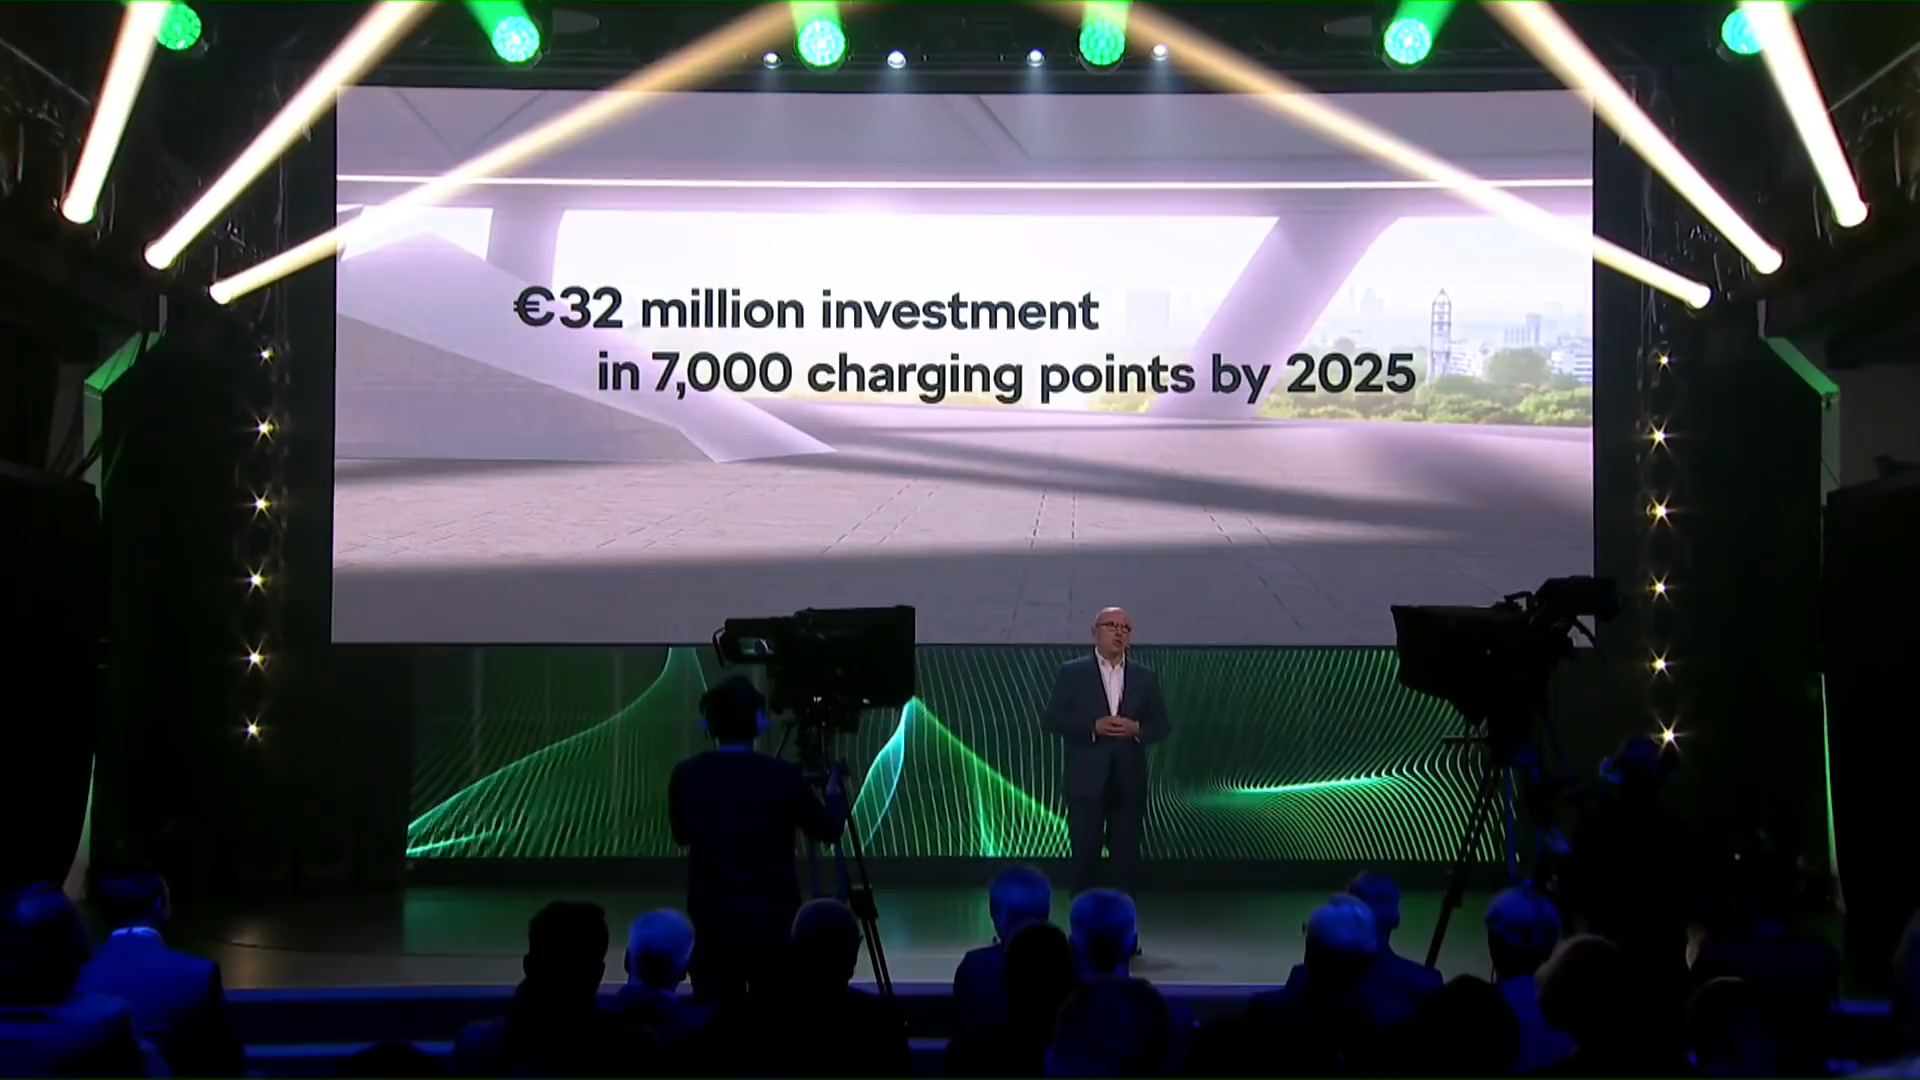 €32 million investment
in 7,000 charging points by 2025